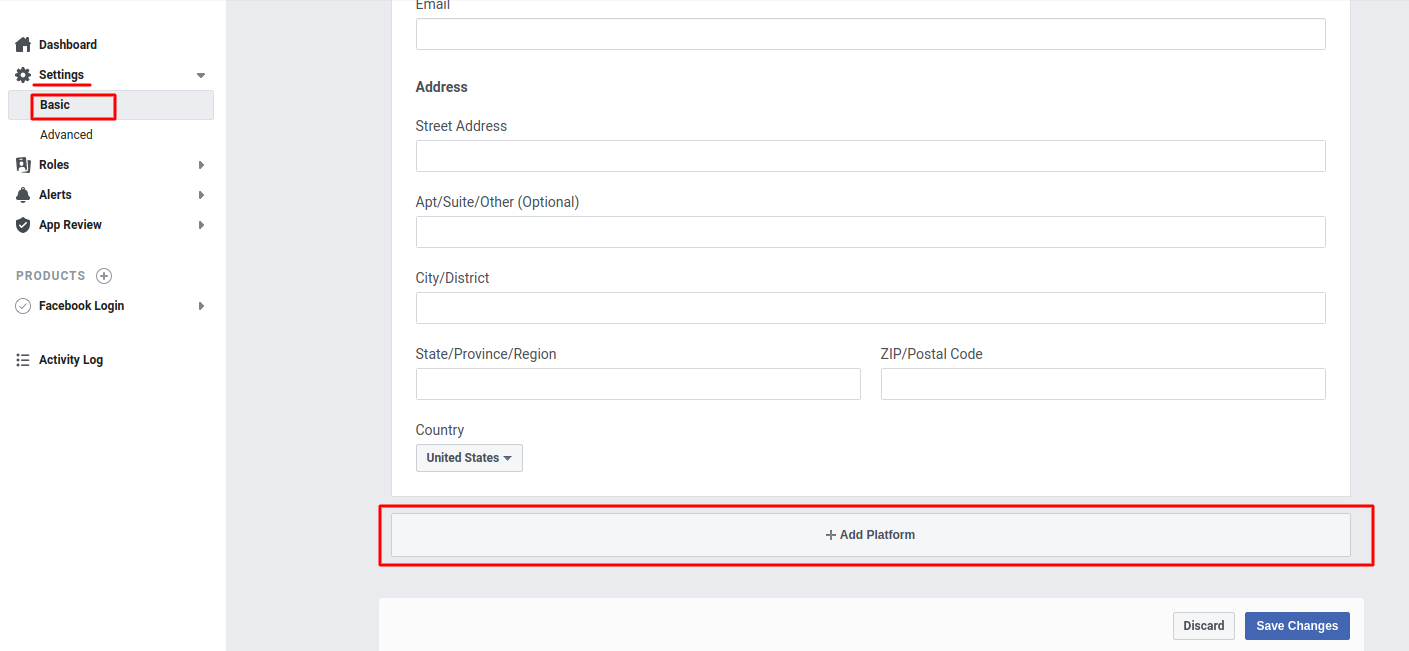 Dashboard
Settings
Basic
Advanced
Roles
Alerts
App Review
PRODUCTS
Facebook Login
Activity Log
Email
Address
Street Address
Apt/Suite/Other (Optional)
City/District
State/Province/Region ZIP/Postal Code
Country
United States
+ Add Platform
Discard Save Changes